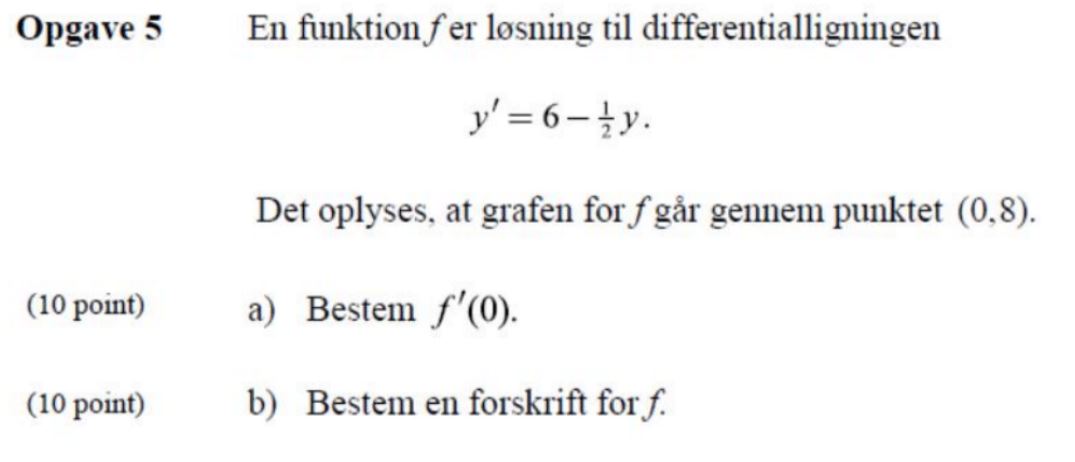 Opgave 5 En funktion f er løsning til differentialligningen
y′ = 6 − ½ y.
Det oplyses, at grafen for f går gennem punktet (0,8).
(10 point) a) Bestem f′(0).
(10 point) b) Bestem en forskrift for f.